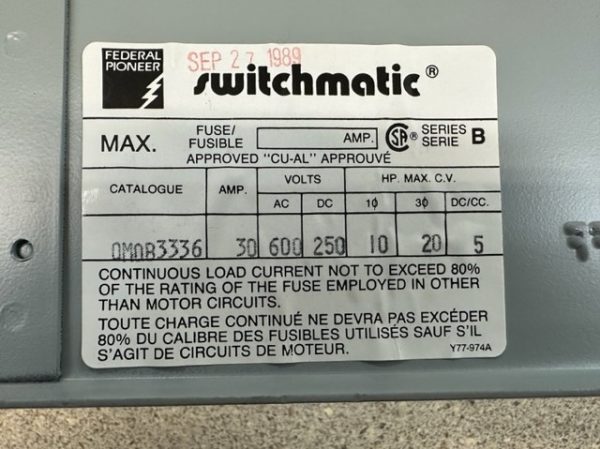 FEDERAL
PIONEER
SEP 27 1989
switchmatic®
MAX.
FUSE/
FUSIBLE
AMP.
SA ®
SERIES
SERIE B
APPROVED "CU-AL" APPROUVÉ
CATALOGUE
AMP.
VOLTS
HP. MAX. C.V.
AC
DC
1ϕ
3ϕ
DC/CC.
QMQB3336 30 600 250 10 20 5
CONTINUOUS LOAD CURRENT NOT TO EXCEED 80%
OF THE RATING OF THE FUSE EMPLOYED IN OTHER
THAN MOTOR CIRCUITS.
TOUTE CHARGE CONTINUÉ NE DEVRA PAS EXCÉDER
80% DU CALIBRE DES FUSIBLES UTILISÉS SAUF S'IL
S'AGIT DE CIRCUITS DE MOTEUR.
Y77-974A